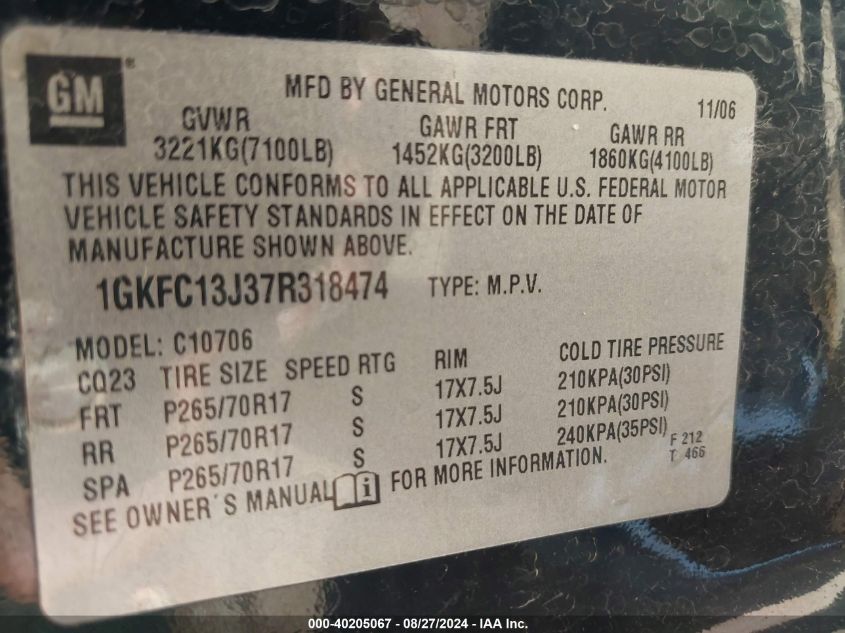 GM®
MFD BY GENERAL MOTORS CORP. 11/06
GVWR GAWR FRT GAWR RR
3221KG(7100LB) 1452KG(3200LB) 1860KG(4100LB)
THIS VEHICLE CONFORMS TO ALL APPLICABLE U.S. FEDERAL MOTOR
VEHICLE SAFETY STANDARDS IN EFFECT ON THE DATE OF
MANUFACTURE SHOWN ABOVE.
1GKFC13J37R318474 TYPE: M.P.V.
MODEL: C10706
CQ23 TIRE SIZE SPEED RTG RIM COLD TIRE PRESSURE
FRT P265/70R17 S 17X7.5J 210KPA(30PSI)
RR P265/70R17 S 17X7.5J 210KPA(30PSI)
SPA P265/70R17 S 17X7.5J 240KPA(35PSI) F 212
SEE OWNER'S MANUAL i FOR MORE INFORMATION. T 466
000-40205067 - 08/27/2024 - IAA Inc.